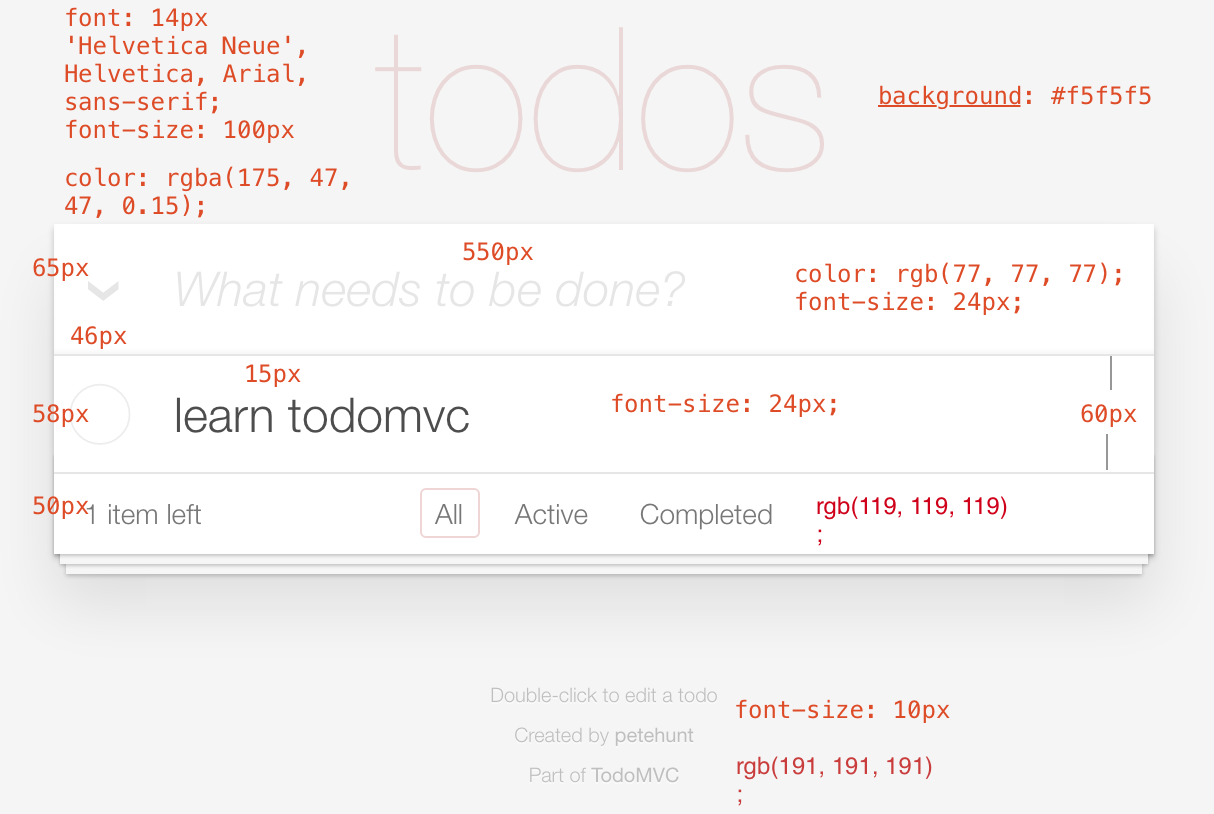 font: 14px
'Helvetica Neue',
Helvetica, Arial,
sans-serif;
font-size: 100px
color: rgba(175, 47,
47, 0.15);
todos
background: #f5f5f5
65px
550px
What needs to be done?
color: rgb(77, 77, 77);
font-size: 24px;
46px
15px
58px
learn todomvc
font-size: 24px;
60px
50px
1 item left
All
Active
Completed
rgb(119, 119, 119)
;
Double-click to edit a todo
Created by petehunt
Part of TodoMVC
font-size: 10px
rgb(191, 191, 191)
;